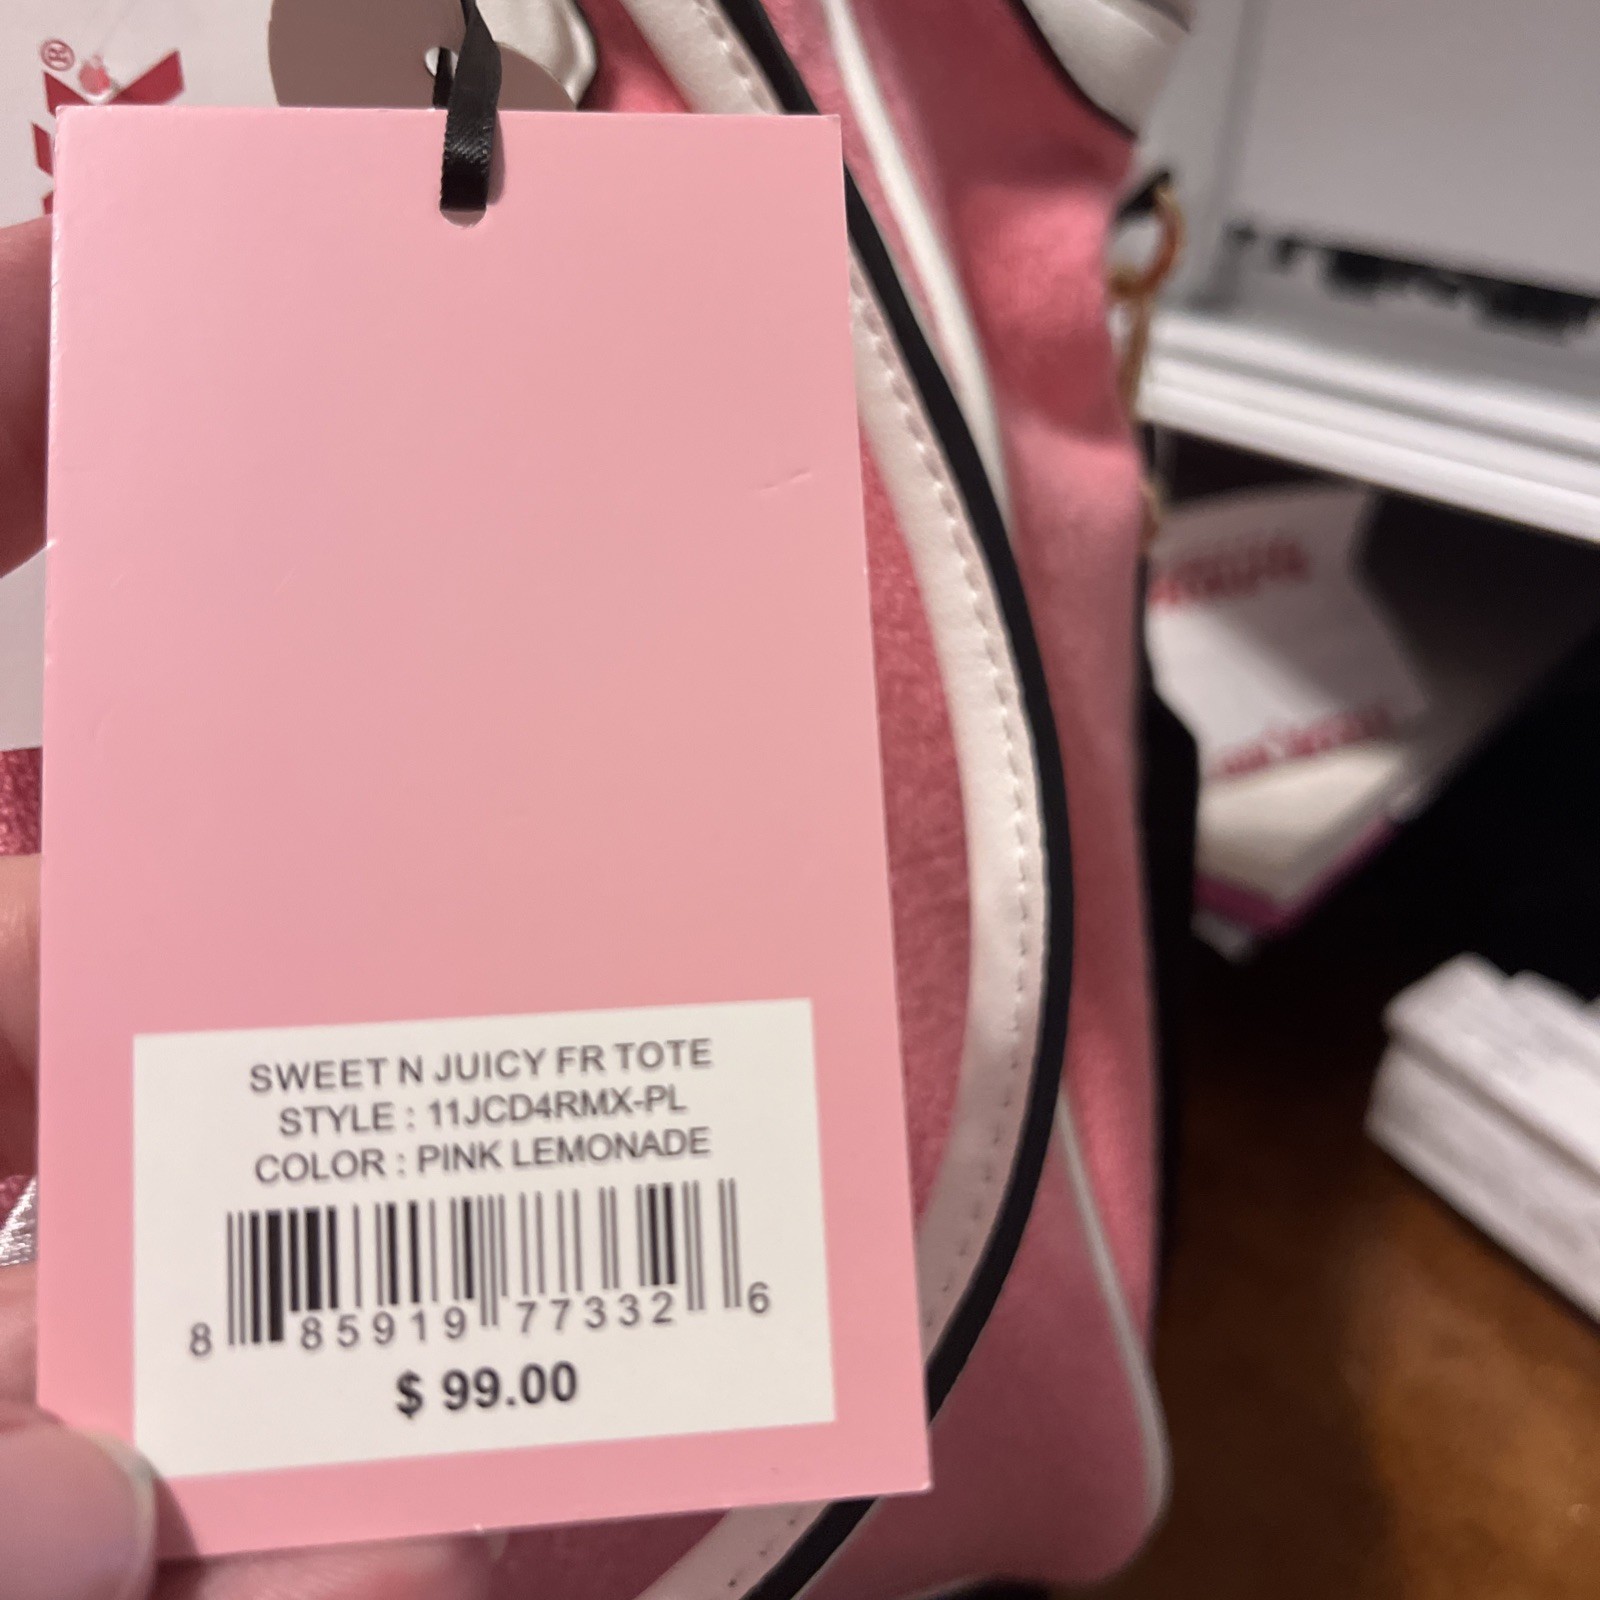 ®
SWEET N JUICY FR TOTE
STYLE : 11JCD4RMX-PL
COLOR : PINK LEMONADE
8 85919 77332 6
$ 99.00